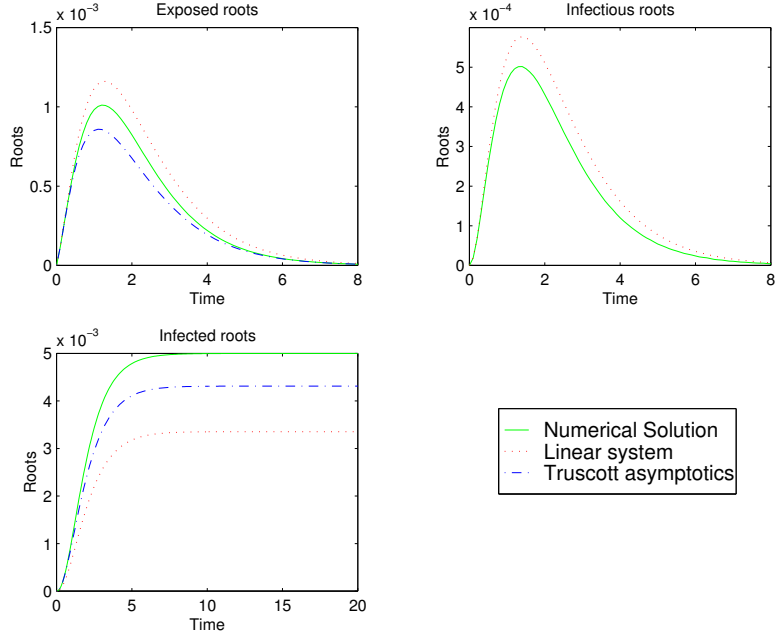 Exposed roots
x 10⁻³
1.5
1
0.5
0
Roots
0 2 4 6 8
Time
Infectious roots
x 10⁻⁴
5
4
3
2
1
0
Roots
0 2 4 6 8
Time
Infected roots
x 10⁻³
5
4
3
2
1
0
Roots
0 5 10 15 20
Time
Numerical Solution
Linear system
Truscott asymptotics